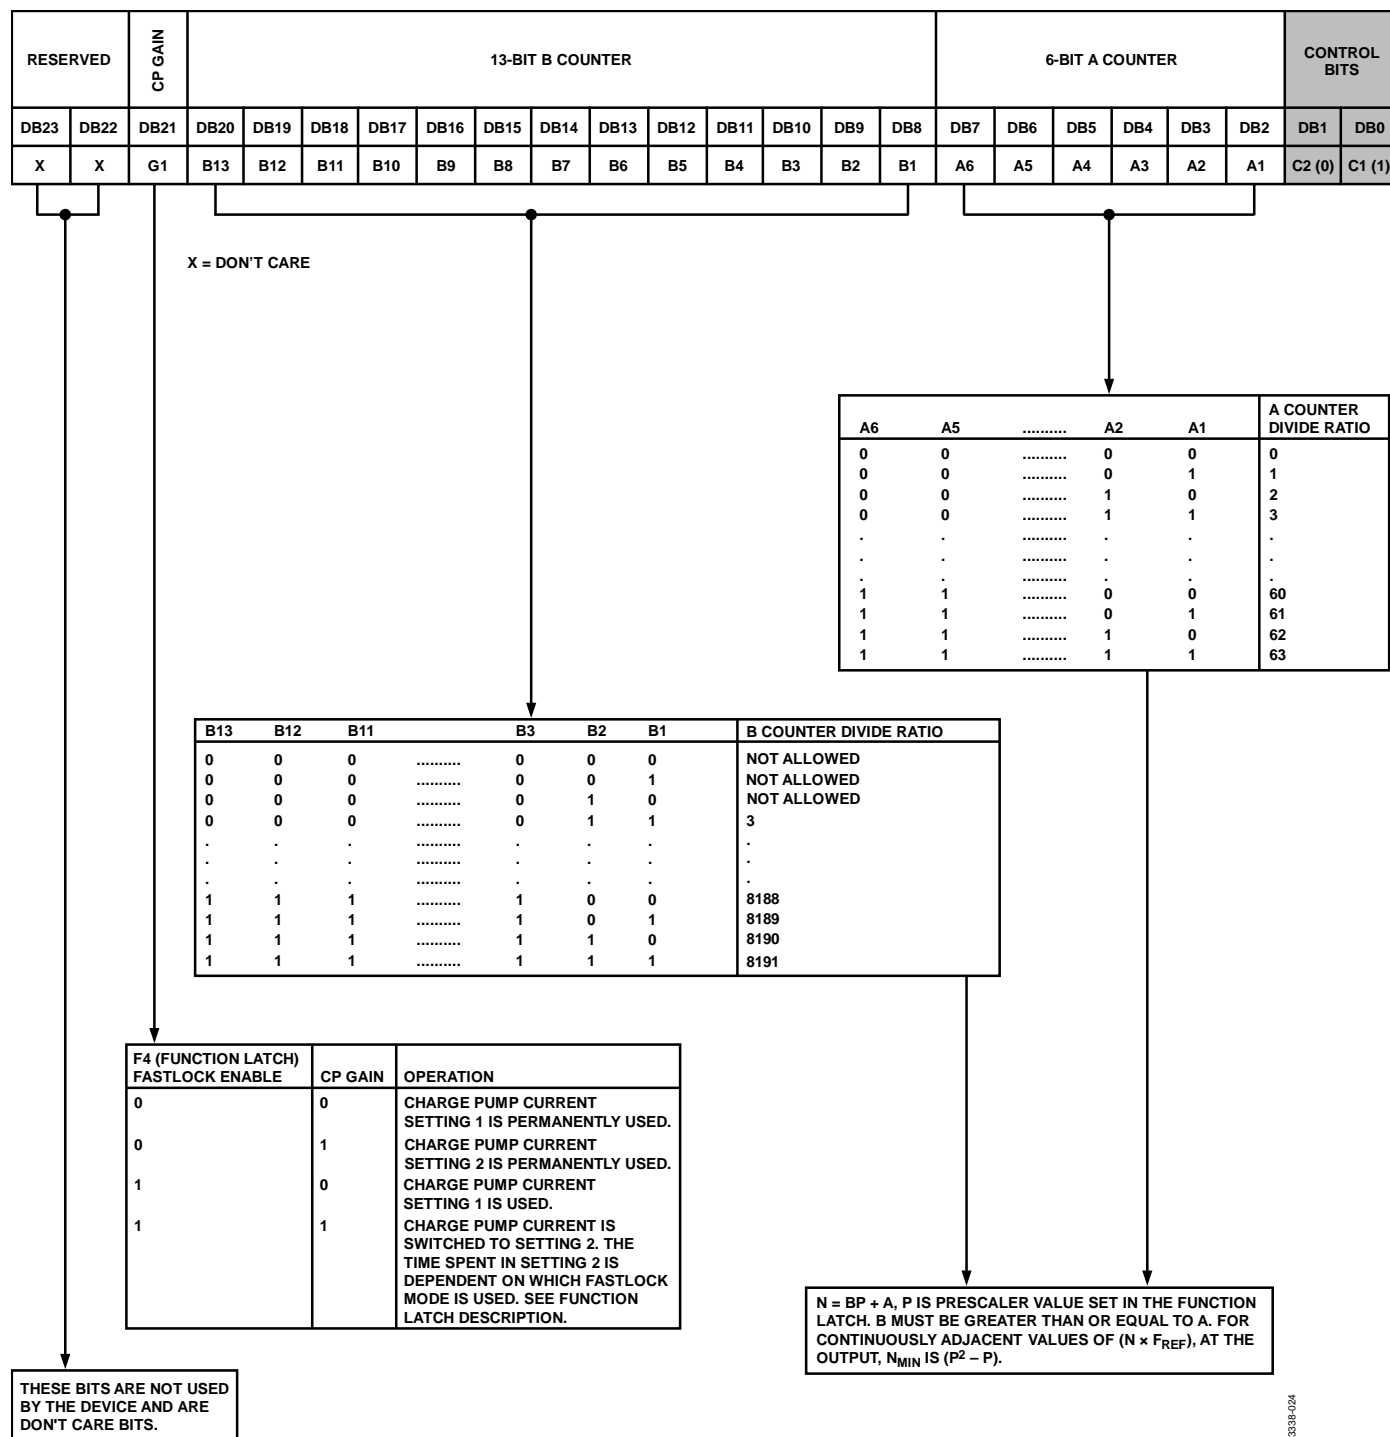 RESERVED
CP GAIN
13-BIT B COUNTER
6-BIT A COUNTER
CONTROL
BITS
DB23 DB22 DB21 DB20 DB19 DB18 DB17 DB16 DB15 DB14 DB13 DB12 DB11 DB10 DB9 DB8 DB7 DB6 DB5 DB4 DB3 DB2 DB1 DB0
X X G1 B13 B12 B11 B10 B9 B8 B7 B6 B5 B4 B3 B2 B1 A6 A5 A4 A3 A2 A1 C2 (0) C1 (1)
X = DON'T CARE
A COUNTER
A6 A5 .......... A2 A1 DIVIDE RATIO
0 0 .......... 0 0 0
0 0 .......... 0 1 1
0 0 .......... 1 0 2
0 0 .......... 1 1 3
. . .......... . . .
. . .......... . . .
. . .......... . . .
1 1 .......... 0 0 60
1 1 .......... 0 1 61
1 1 .......... 1 0 62
1 1 .......... 1 1 63
B13 B12 B11 B3 B2 B1 B COUNTER DIVIDE RATIO
0 0 0 .......... 0 0 0 NOT ALLOWED
0 0 0 .......... 0 0 1 NOT ALLOWED
0 0 0 .......... 0 1 0 NOT ALLOWED
0 0 0 .......... 0 1 1 3
. . . .......... . . . .
. . . .......... . . . .
. . . .......... . . . .
1 1 1 .......... 1 0 0 8188
1 1 1 .......... 1 0 1 8189
1 1 1 .......... 1 1 0 8190
1 1 1 .......... 1 1 1 8191
F4 (FUNCTION LATCH)
FASTLOCK ENABLE CP GAIN OPERATION
0 0 CHARGE PUMP CURRENT
SETTING 1 IS PERMANENTLY USED.
0 1 CHARGE PUMP CURRENT
SETTING 2 IS PERMANENTLY USED.
1 0 CHARGE PUMP CURRENT
SETTING 1 IS USED.
1 1 CHARGE PUMP CURRENT IS
SWITCHED TO SETTING 2. THE
TIME SPENT IN SETTING 2 IS
DEPENDENT ON WHICH FASTLOCK
MODE IS USED. SEE FUNCTION
LATCH DESCRIPTION.
N = BP + A, P IS PRESCALER VALUE SET IN THE FUNCTION
LATCH. B MUST BE GREATER THAN OR EQUAL TO A. FOR
CONTINUOUSLY ADJACENT VALUES OF (N × FREF), AT THE
OUTPUT, NMIN IS (P² – P).
THESE BITS ARE NOT USED
BY THE DEVICE AND ARE
DON'T CARE BITS.
3338-024